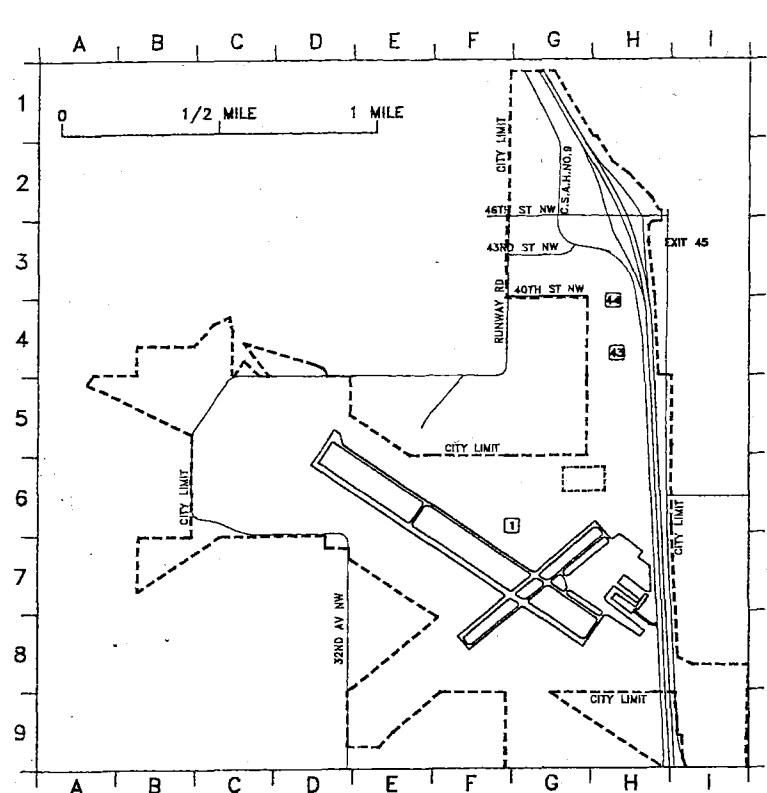 A B C D E F G H I
1
0 1/2 MILE 1 MILE
CITY LIMIT
C.S.A.H.NO.9
2
46TH ST NW
43RD ST NW
EXIT 45
3
RUNWAY RD
40TH ST NW
44
4
43
5
CITY LIMIT
CITY LIMIT
6
1
CITY LIMIT
7
32ND AV NW
8
CITY LIMIT
9
A B C D E F G H I